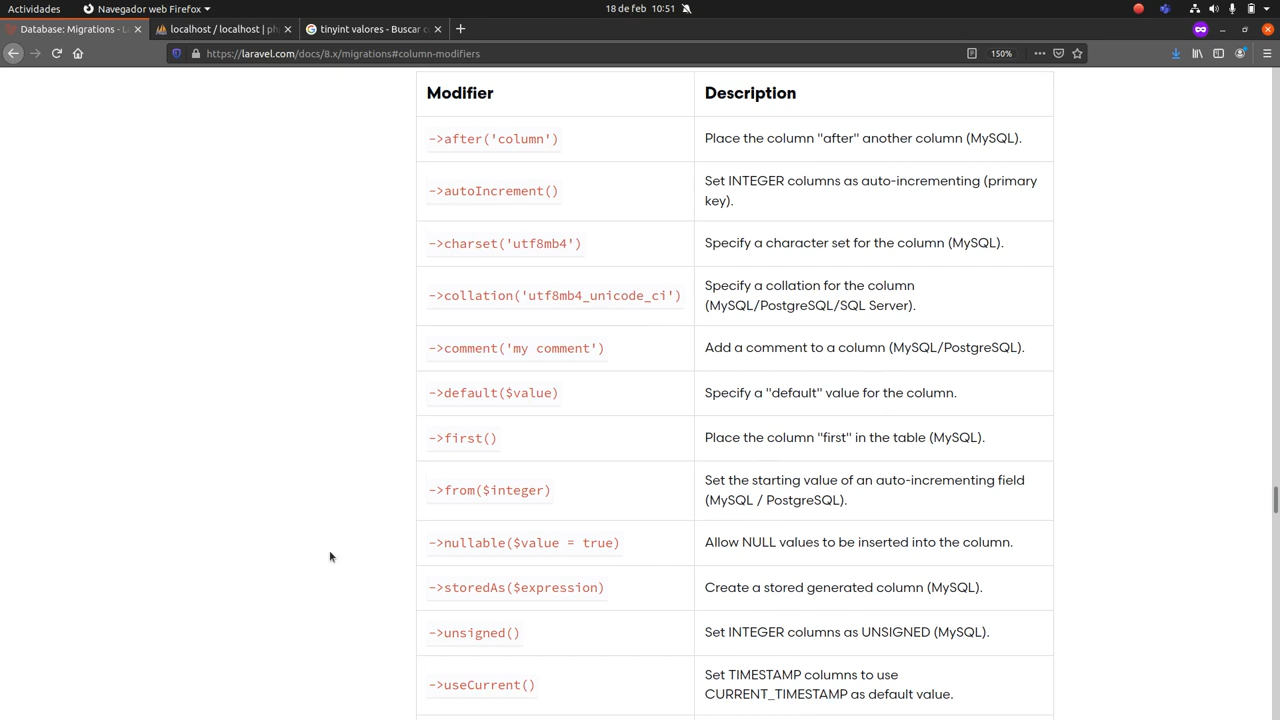 Actividades Navegador web Firefox 18 de feb 10:51
Database: Migrations - La localhost / localhost | ph tinyint valores - Buscar c
https://laravel.com/docs/8.x/migrations#column-modifiers 150%
Modifier Description
->after('column') Place the column "after" another column (MySQL).
->autoIncrement() Set INTEGER columns as auto-incrementing (primary
key).
->charset('utf8mb4') Specify a character set for the column (MySQL).
->collation('utf8mb4_unicode_ci') Specify a collation for the column
(MySQL/PostgreSQL/SQL Server).
->comment('my comment') Add a comment to a column (MySQL/PostgreSQL).
->default($value) Specify a "default" value for the column.
->first() Place the column "first" in the table (MySQL).
->from($integer) Set the starting value of an auto-incrementing field
(MySQL / PostgreSQL).
->nullable($value = true) Allow NULL values to be inserted into the column.
->storedAs($expression) Create a stored generated column (MySQL).
->unsigned() Set INTEGER columns as UNSIGNED (MySQL).
->useCurrent() Set TIMESTAMP columns to use
CURRENT_TIMESTAMP as default value.